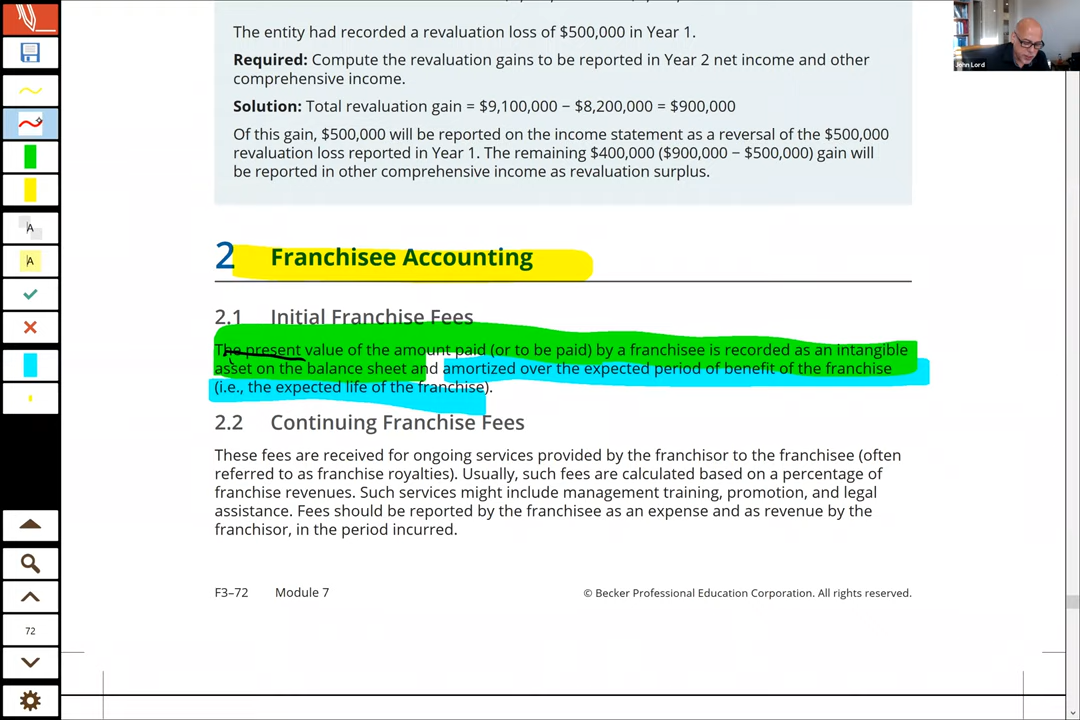 The entity had recorded a revaluation loss of $500,000 in Year 1.
John Lord
Required: Compute the revaluation gains to be reported in Year 2 net income and other
comprehensive income.
Solution: Total revaluation gain = $9,100,000 − $8,200,000 = $900,000
Of this gain, $500,000 will be reported on the income statement as a reversal of the $500,000
revaluation loss reported in Year 1. The remaining $400,000 ($900,000 − $500,000) gain will
be reported in other comprehensive income as revaluation surplus.
A
A
2 Franchisee Accounting
2.1 Initial Franchise Fees
The present value of the amount paid (or to be paid) by a franchisee is recorded as an intangible
asset on the balance sheet and amortized over the expected period of benefit of the franchise
(i.e., the expected life of the franchise).
2.2 Continuing Franchise Fees
These fees are received for ongoing services provided by the franchisor to the franchisee (often
referred to as franchise royalties). Usually, such fees are calculated based on a percentage of
franchise revenues. Such services might include management training, promotion, and legal
assistance. Fees should be reported by the franchisee as an expense and as revenue by the
franchisor, in the period incurred.
F3–72 Module 7 © Becker Professional Education Corporation. All rights reserved.
72